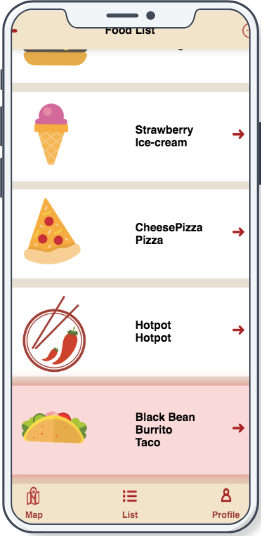 Food List
Strawberry
Ice-cream
CheesePizza
Pizza
Hotpot
Hotpot
Black Bean
Burrito
Taco
Map
List
Profile